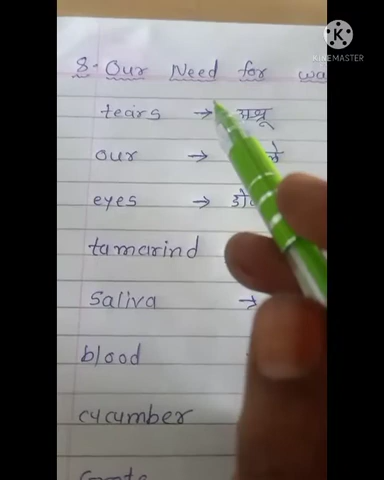 KINEMASTER
8. Our Need for wa
tears → अश्रू
our →
eyes →
tamarind
saliva →
blood
cucumber